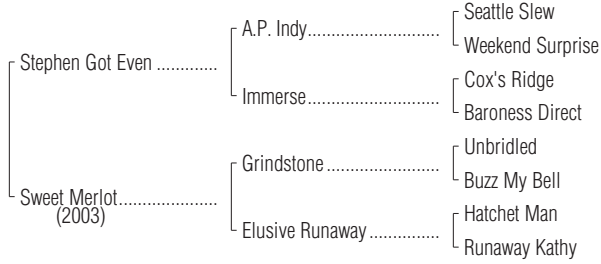 Seattle Slew
A.P. Indy................................
Weekend Surprise
Stephen Got Even ..............
Cox's Ridge
Immerse................................
Baroness Direct
Unbridled
Grindstone ...........................
Buzz My Bell
Sweet Merlot.......................
(2003)
Hatchet Man
Elusive Runaway .................
Runaway Kathy